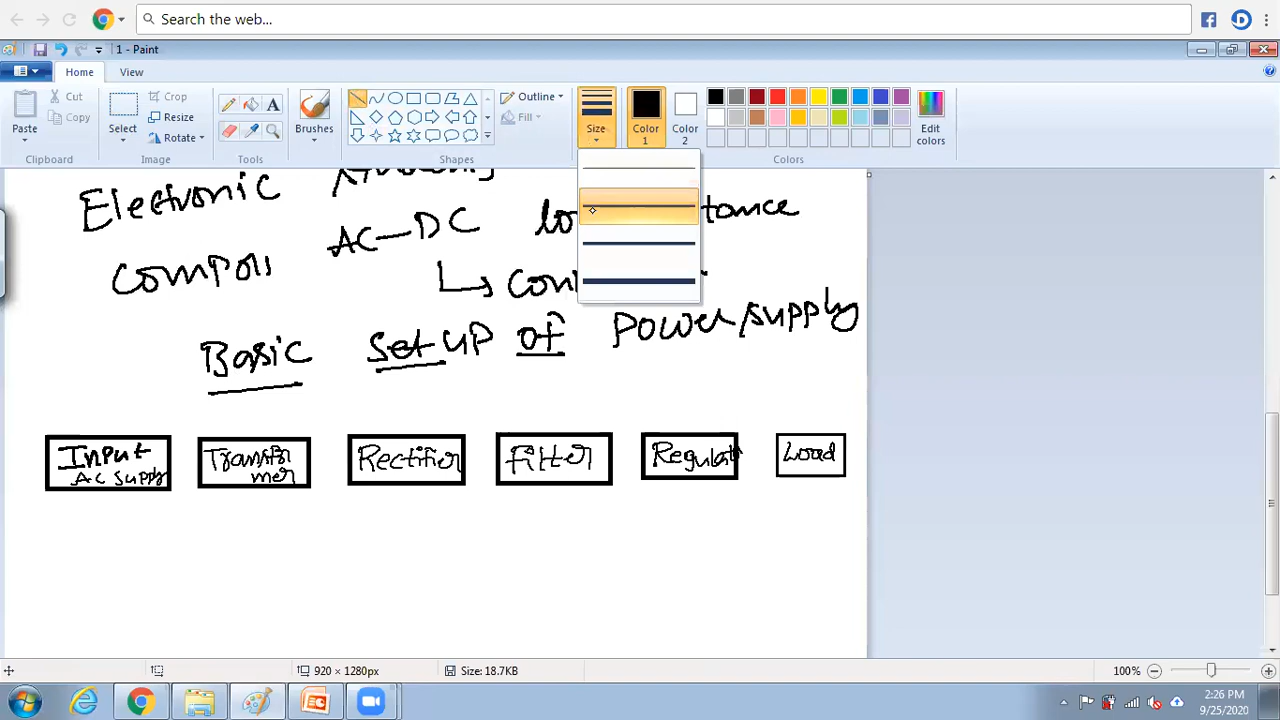 Search the web...
1 - Paint
Home View
Paste Cut Copy
Clipboard
Select Crop Resize Rotate
Image
Tools
Brushes
Outline Fill
Shapes
Size
Color 1 Color 2
Edit colors
Colors
Electronic
AC-DC
tance
Compon
Basic Set up of Power/supply
Input AC supply
Transfr mer
Rectifier
Filter
Regulat
Load
920 × 1280px Size: 18.7KB 100%
2:26 PM
9/25/2020